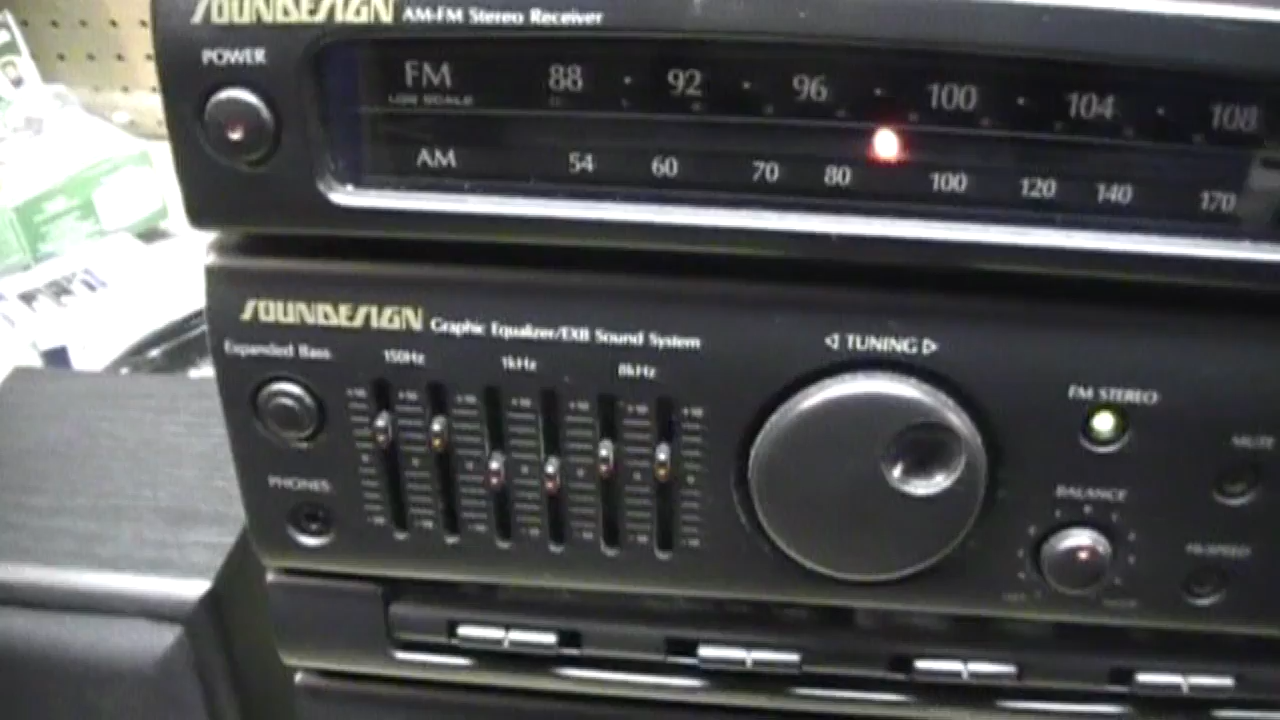 SOUNDESIGN AM-FM Stereo Receiver
POWER
FM 88 · 92 · 96 · 100 · 104 · 108
LOG SCALE
AM 54 60 70 80 100 120 140 170
SOUNDESIGN Graphic Equalizer/EXB Sound System
◁ TUNING ▷
Expanded Bass
150Hz 1kHz 8kHz
FM STEREO
MUTE
PHONES
BALANCE